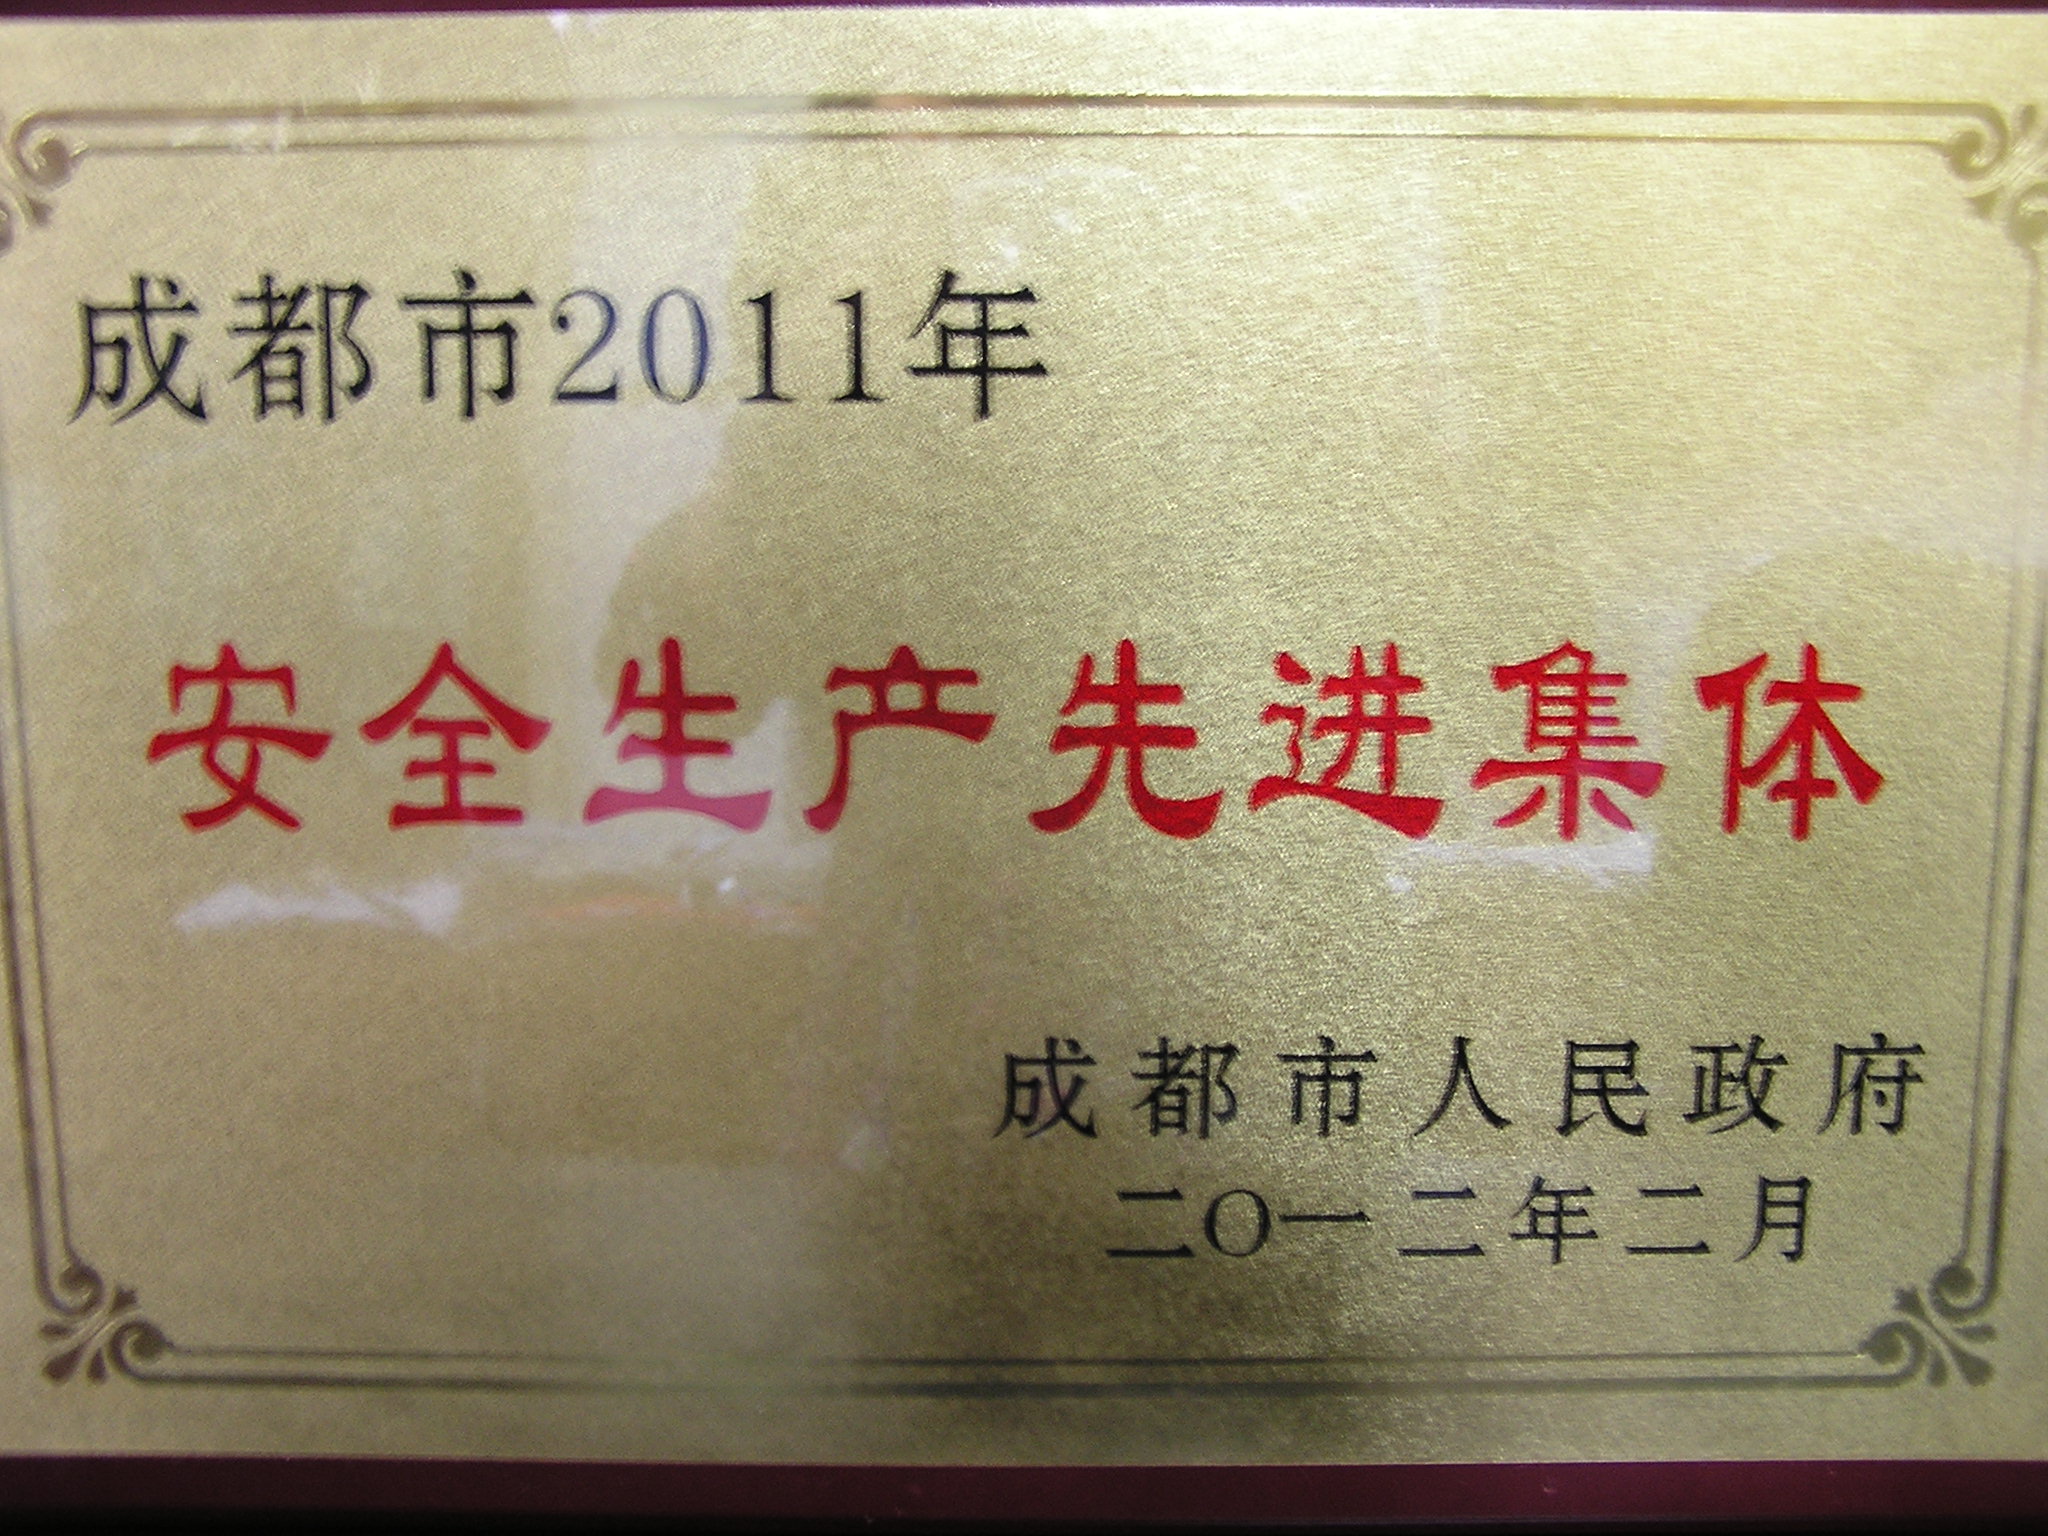 成都市2011年
安全生产先进集体
成都市人民政府
二〇一二年二月